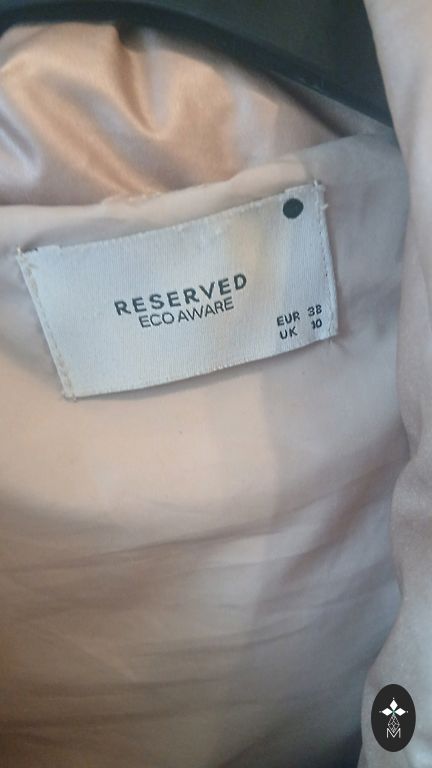 RESERVED
ECO AWARE
EUR 38
UK 10
M